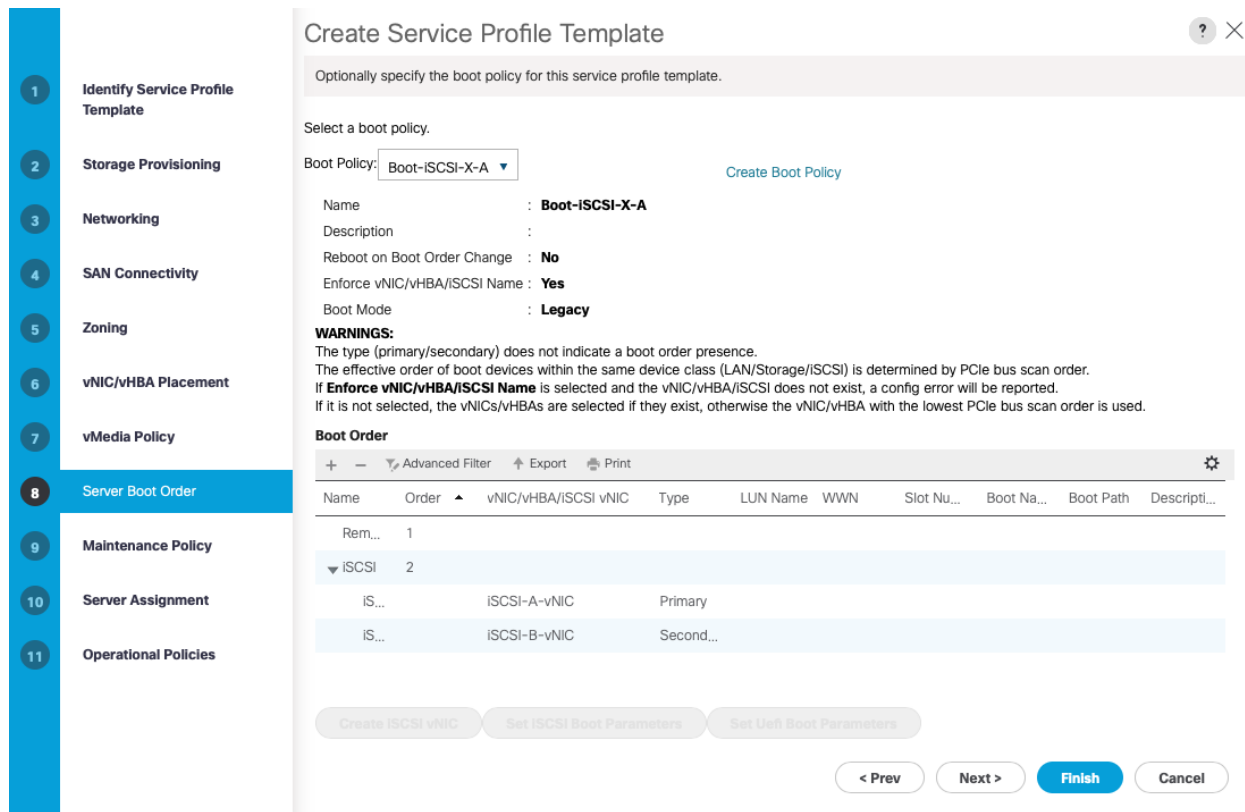 Create Service Profile Template
?
Optionally specify the boot policy for this service profile template.
1
Identify Service Profile
Template
2
Storage Provisioning
3
Networking
4
SAN Connectivity
5
Zoning
6
vNIC/vHBA Placement
7
vMedia Policy
8
Server Boot Order
9
Maintenance Policy
10
Server Assignment
11
Operational Policies
Select a boot policy.
Boot Policy: Boot-iSCSI-X-A
Create Boot Policy
Name : Boot-iSCSI-X-A
Description :
Reboot on Boot Order Change : No
Enforce vNIC/vHBA/iSCSI Name : Yes
Boot Mode : Legacy
WARNINGS:
The type (primary/secondary) does not indicate a boot order presence.
The effective order of boot devices within the same device class (LAN/Storage/iSCSI) is determined by PCIe bus scan order.
If Enforce vNIC/vHBA/iSCSI Name is selected and the vNIC/vHBA/iSCSI does not exist, a config error will be reported.
If it is not selected, the vNICs/vHBAs are selected if they exist, otherwise the vNIC/vHBA with the lowest PCIe bus scan order is used.
Boot Order
+ − Advanced Filter Export Print
Name Order vNIC/vHBA/iSCSI vNIC Type LUN Name WWN Slot Nu... Boot Na... Boot Path Descripti...
Rem... 1
iSCSI 2
iS... iSCSI-A-vNIC Primary
iS... iSCSI-B-vNIC Second...
Create iSCSI vNIC Set iSCSI Boot Parameters Set Uefi Boot Parameters
< Prev Next > Finish Cancel